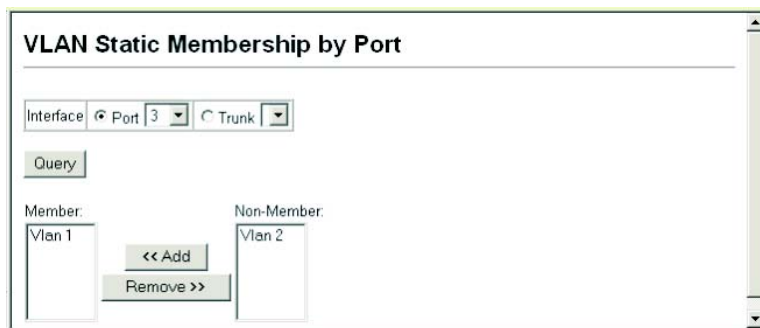 VLAN Static Membership by Port
Interface Port 3 Trunk
Query
Member: Non-Member:
Vlan 1 Vlan 2
<< Add
Remove >>